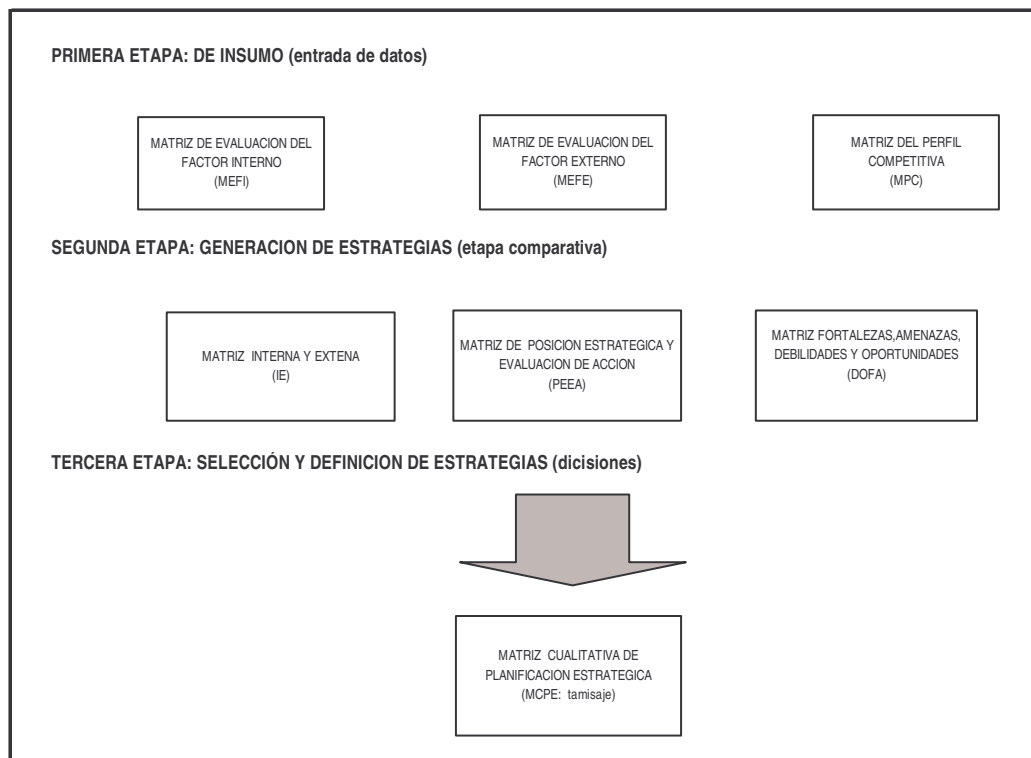 PRIMERA ETAPA: DE INSUMO (entrada de datos)
MATRIZ DE EVALUACION DEL
FACTOR INTERNO
(MEFI)
MATRIZ DE EVALUACION DEL
FACTOR EXTERNO
(MEFE)
MATRIZ DEL PERFIL
COMPETITIVA
(MPC)
SEGUNDA ETAPA: GENERACION DE ESTRATEGIAS (etapa comparativa)
MATRIZ INTERNA Y EXTENA
(IE)
MATRIZ DE POSICION ESTRATEGICA Y
EVALUACION DE ACCION
(PEEA)
MATRIZ FORTALEZAS,AMENAZAS,
DEBILIDADES Y OPORTUNIDADES
(DOFA)
TERCERA ETAPA: SELECCIÓN Y DEFINICION DE ESTRATEGIAS (dicisiones)
MATRIZ CUALITATIVA DE
PLANIFICACION ESTRATEGICA
(MCPE: tamisaje)